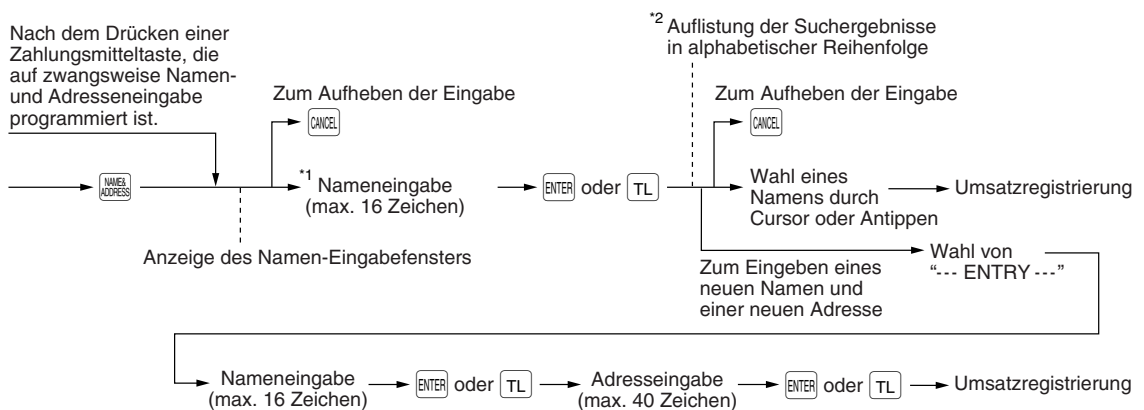 Nach dem Drücken einer
Zahlungsmitteltaste, die
auf zwangsweise Namen-
und Adresseneingabe
programmiert ist.
Zum Aufheben der Eingabe
CANCEL
NAME&
ADDRESS
*1 Nameneingabe
(max. 16 Zeichen)
Anzeige des Namen-Eingabefensters
ENTER oder TL
*2 Auflistung der Suchergebnisse
in alphabetischer Reihenfolge
Zum Aufheben der Eingabe
CANCEL
Wahl eines
Namens durch
Cursor oder Antippen
Umsatzregistrierung
Zum Eingeben eines
neuen Namen und
einer neuen Adresse
Wahl von
“--- ENTRY ---”
Nameneingabe
(max. 16 Zeichen)
ENTER oder TL
Adresseingabe
(max. 40 Zeichen)
ENTER oder TL
Umsatzregistrierung